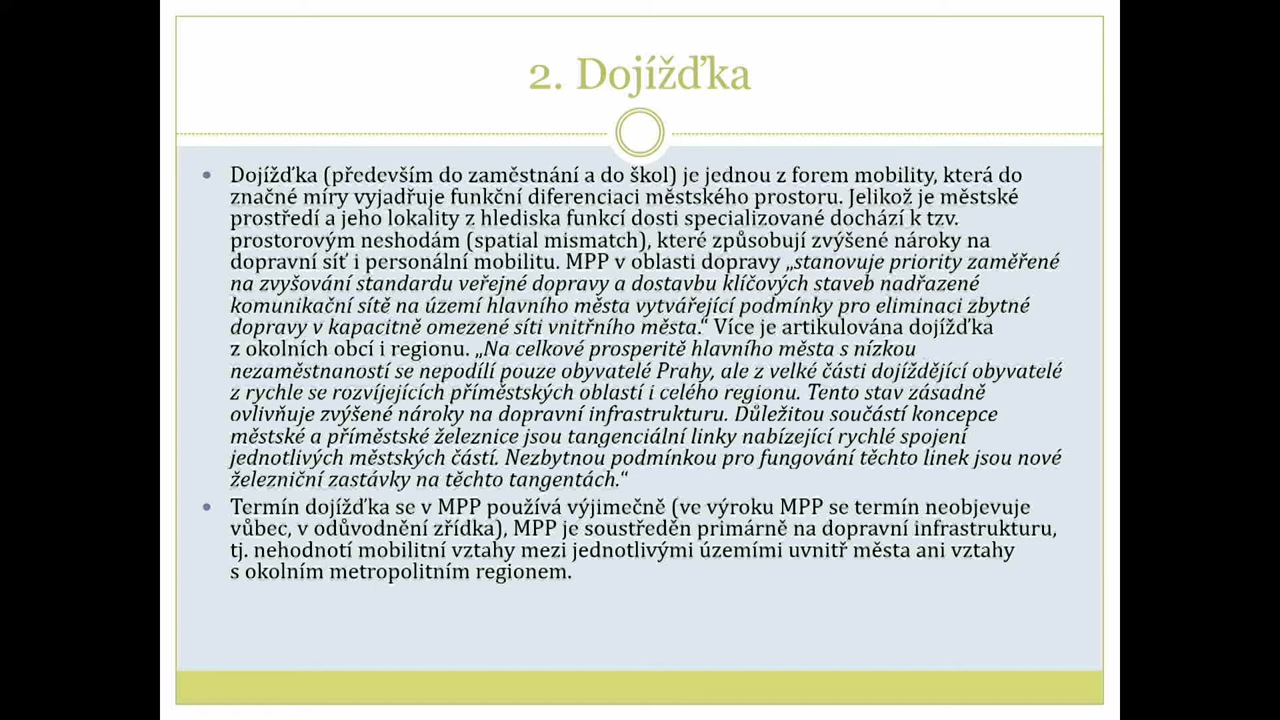 2. Dojížďka
• Dojížďka (především do zaměstnání a do škol) je jednou z forem mobility, která do
značné míry vyjadřuje funkční diferenciaci městského prostoru. Jelikož je městské
prostředí a jeho lokality z hlediska funkcí dosti specializované dochází k tzv.
prostorovým neshodám (spatial mismatch), které způsobují zvýšené nároky na
dopravní síť i personální mobilitu. MPP v oblasti dopravy „stanovuje priority zaměřené
na zvyšování standardu veřejné dopravy a dostavbu klíčových staveb nadřazené
komunikační sítě na území hlavního města vytvářející podmínky pro eliminaci zbytné
dopravy v kapacitně omezené síti vnitřního města.“ Více je artikulována dojížďka
z okolních obcí i regionu. „Na celkové prosperitě hlavního města s nízkou
nezaměstnaností se nepodílí pouze obyvatelé Prahy, ale z velké části dojíždějící obyvatelé
z rychle se rozvíjejících příměstských oblastí i celého regionu. Tento stav zásadně
ovlivňuje zvýšené nároky na dopravní infrastrukturu. Důležitou součástí koncepce
městské a příměstské železnice jsou tangenciální linky nabízející rychlé spojení
jednotlivých městských částí. Nezbytnou podmínkou pro fungování těchto linek jsou nové
železniční zastávky na těchto tangentách.“
• Termín dojížďka se v MPP používá výjimečně (ve výroku MPP se termín neobjevuje
vůbec, v odůvodnění zřídka), MPP je soustředěn primárně na dopravní infrastrukturu,
tj. nehodnotí mobilitní vztahy mezi jednotlivými územími uvnitř města ani vztahy
s okolním metropolitním regionem.